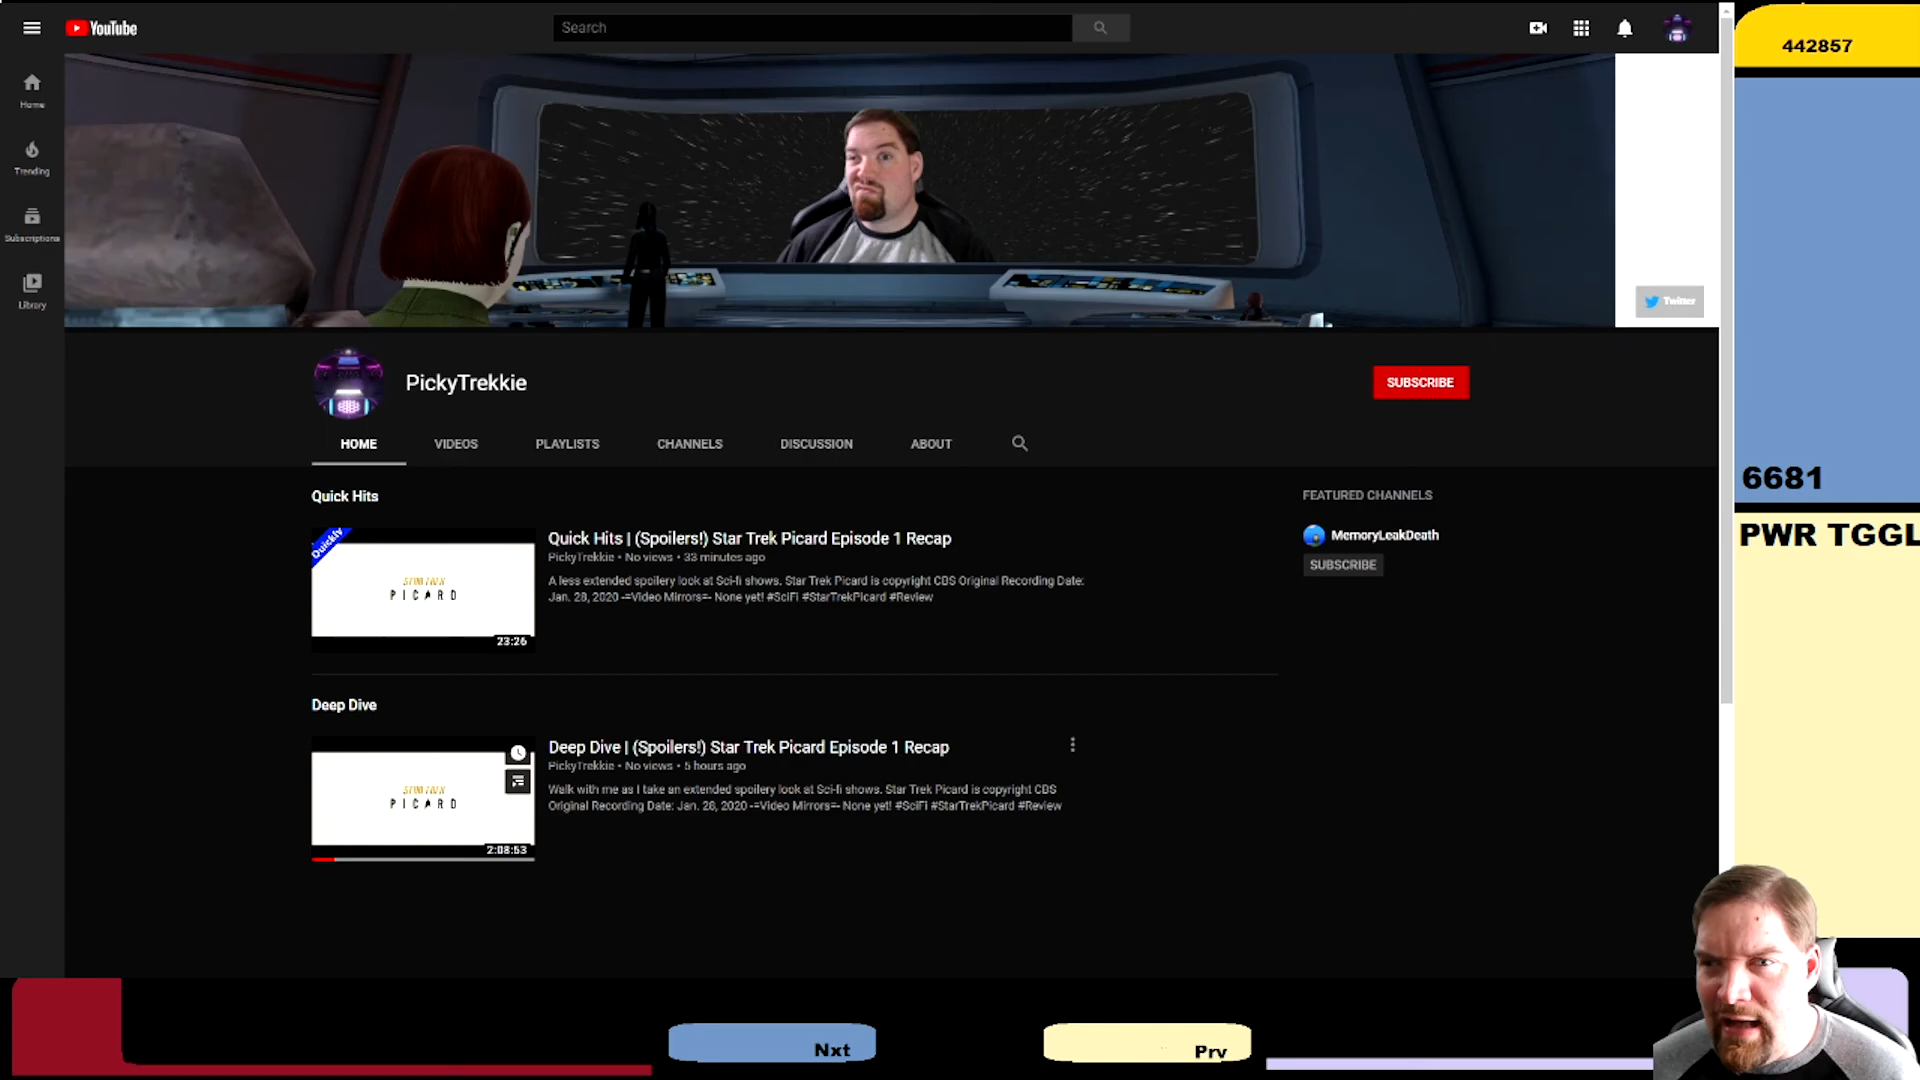 YouTube
Search
442857
Home
Trending
Subscriptions
Library
Twitter
6681
PWR TGGL
PickyTrekkie
SUBSCRIBE
HOME
VIDEOS
PLAYLISTS
CHANNELS
DISCUSSION
ABOUT
Quick Hits
Quickly
STAR TREK
PICARD
23:26
Quick Hits | (Spoilers!) Star Trek Picard Episode 1 Recap
PickyTrekkie • No views • 33 minutes ago
A less extended spoilery look at Sci-fi shows. Star Trek Picard is copyright CBS Original Recording Date:
Jan. 28, 2020 -=Video Mirrors=- None yet! #SciFi #StarTrekPicard #Review
FEATURED CHANNELS
MemoryLeakDeath
SUBSCRIBE
Deep Dive
STAR TREK
PICARD
2:08:53
Deep Dive | (Spoilers!) Star Trek Picard Episode 1 Recap
PickyTrekkie • No views • 5 hours ago
Walk with me as I take an extended spoilery look at Sci-fi shows. Star Trek Picard is copyright CBS
Original Recording Date: Jan. 28, 2020 -=Video Mirrors=- None yet! #SciFi #StarTrekPicard #Review
Nxt
Prv